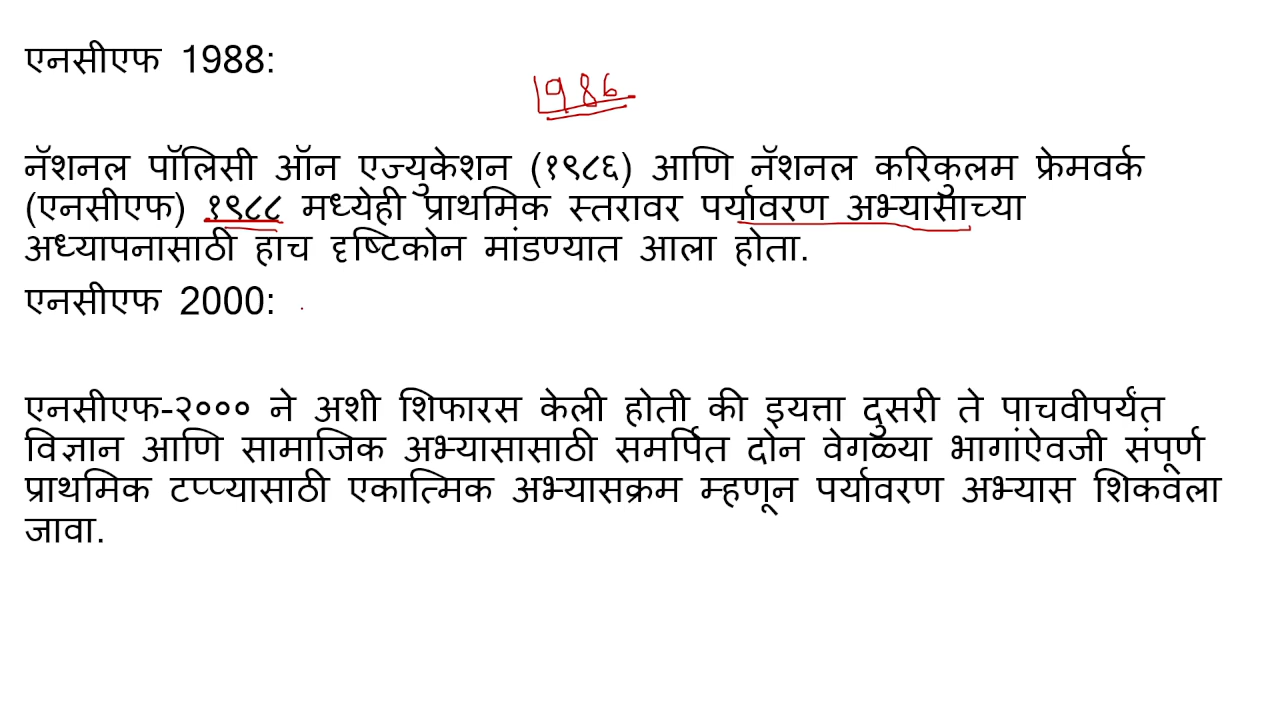 एनसीएफ 1988:
1986
नॅशनल पॉलिसी ऑन एज्युकेशन (१९८६) आणि नॅशनल करिकुलम फ्रेमवर्क
(एनसीएफ) १९८८ मध्येही प्राथमिक स्तरावर पर्यावरण अभ्यासाच्या
अध्यापनासाठी हाच दृष्टिकोन मांडण्यात आला होता.
एनसीएफ 2000:
एनसीएफ-२००० ने अशी शिफारस केली होती की इयत्ता दुसरी ते पाचवीपर्यंत
विज्ञान आणि सामाजिक अभ्यासासाठी समर्पित दोन वेगळ्या भागांऐवजी संपूर्ण
प्राथमिक टप्प्यासाठी एकात्मिक अभ्यासक्रम म्हणून पर्यावरण अभ्यास शिकवला
जावा.